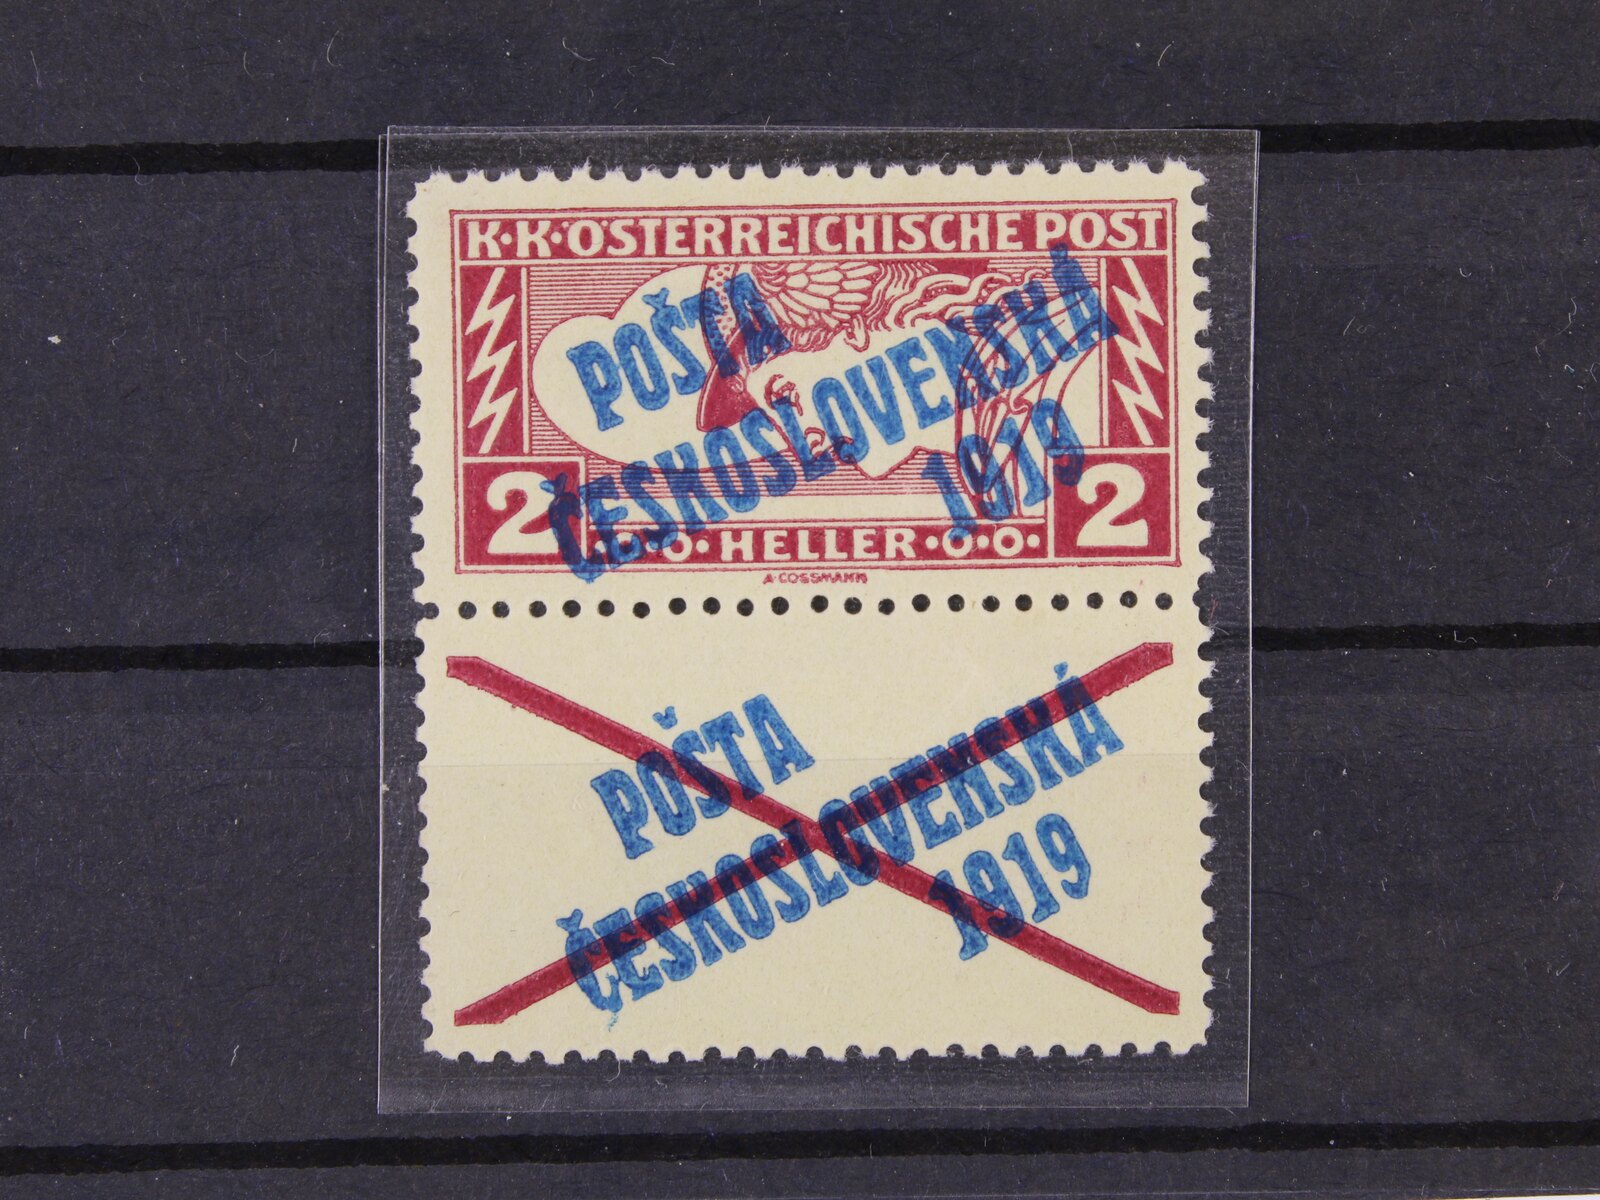 K·K·ÖSTERREICHISCHE POST
POŠTA
ČESKOSLOVENSKÁ
1919
2 ·O·O·HELLER·O·O· 2
A·COSSMANN
POŠTA
ČESKOSLOVENSKÁ
1919